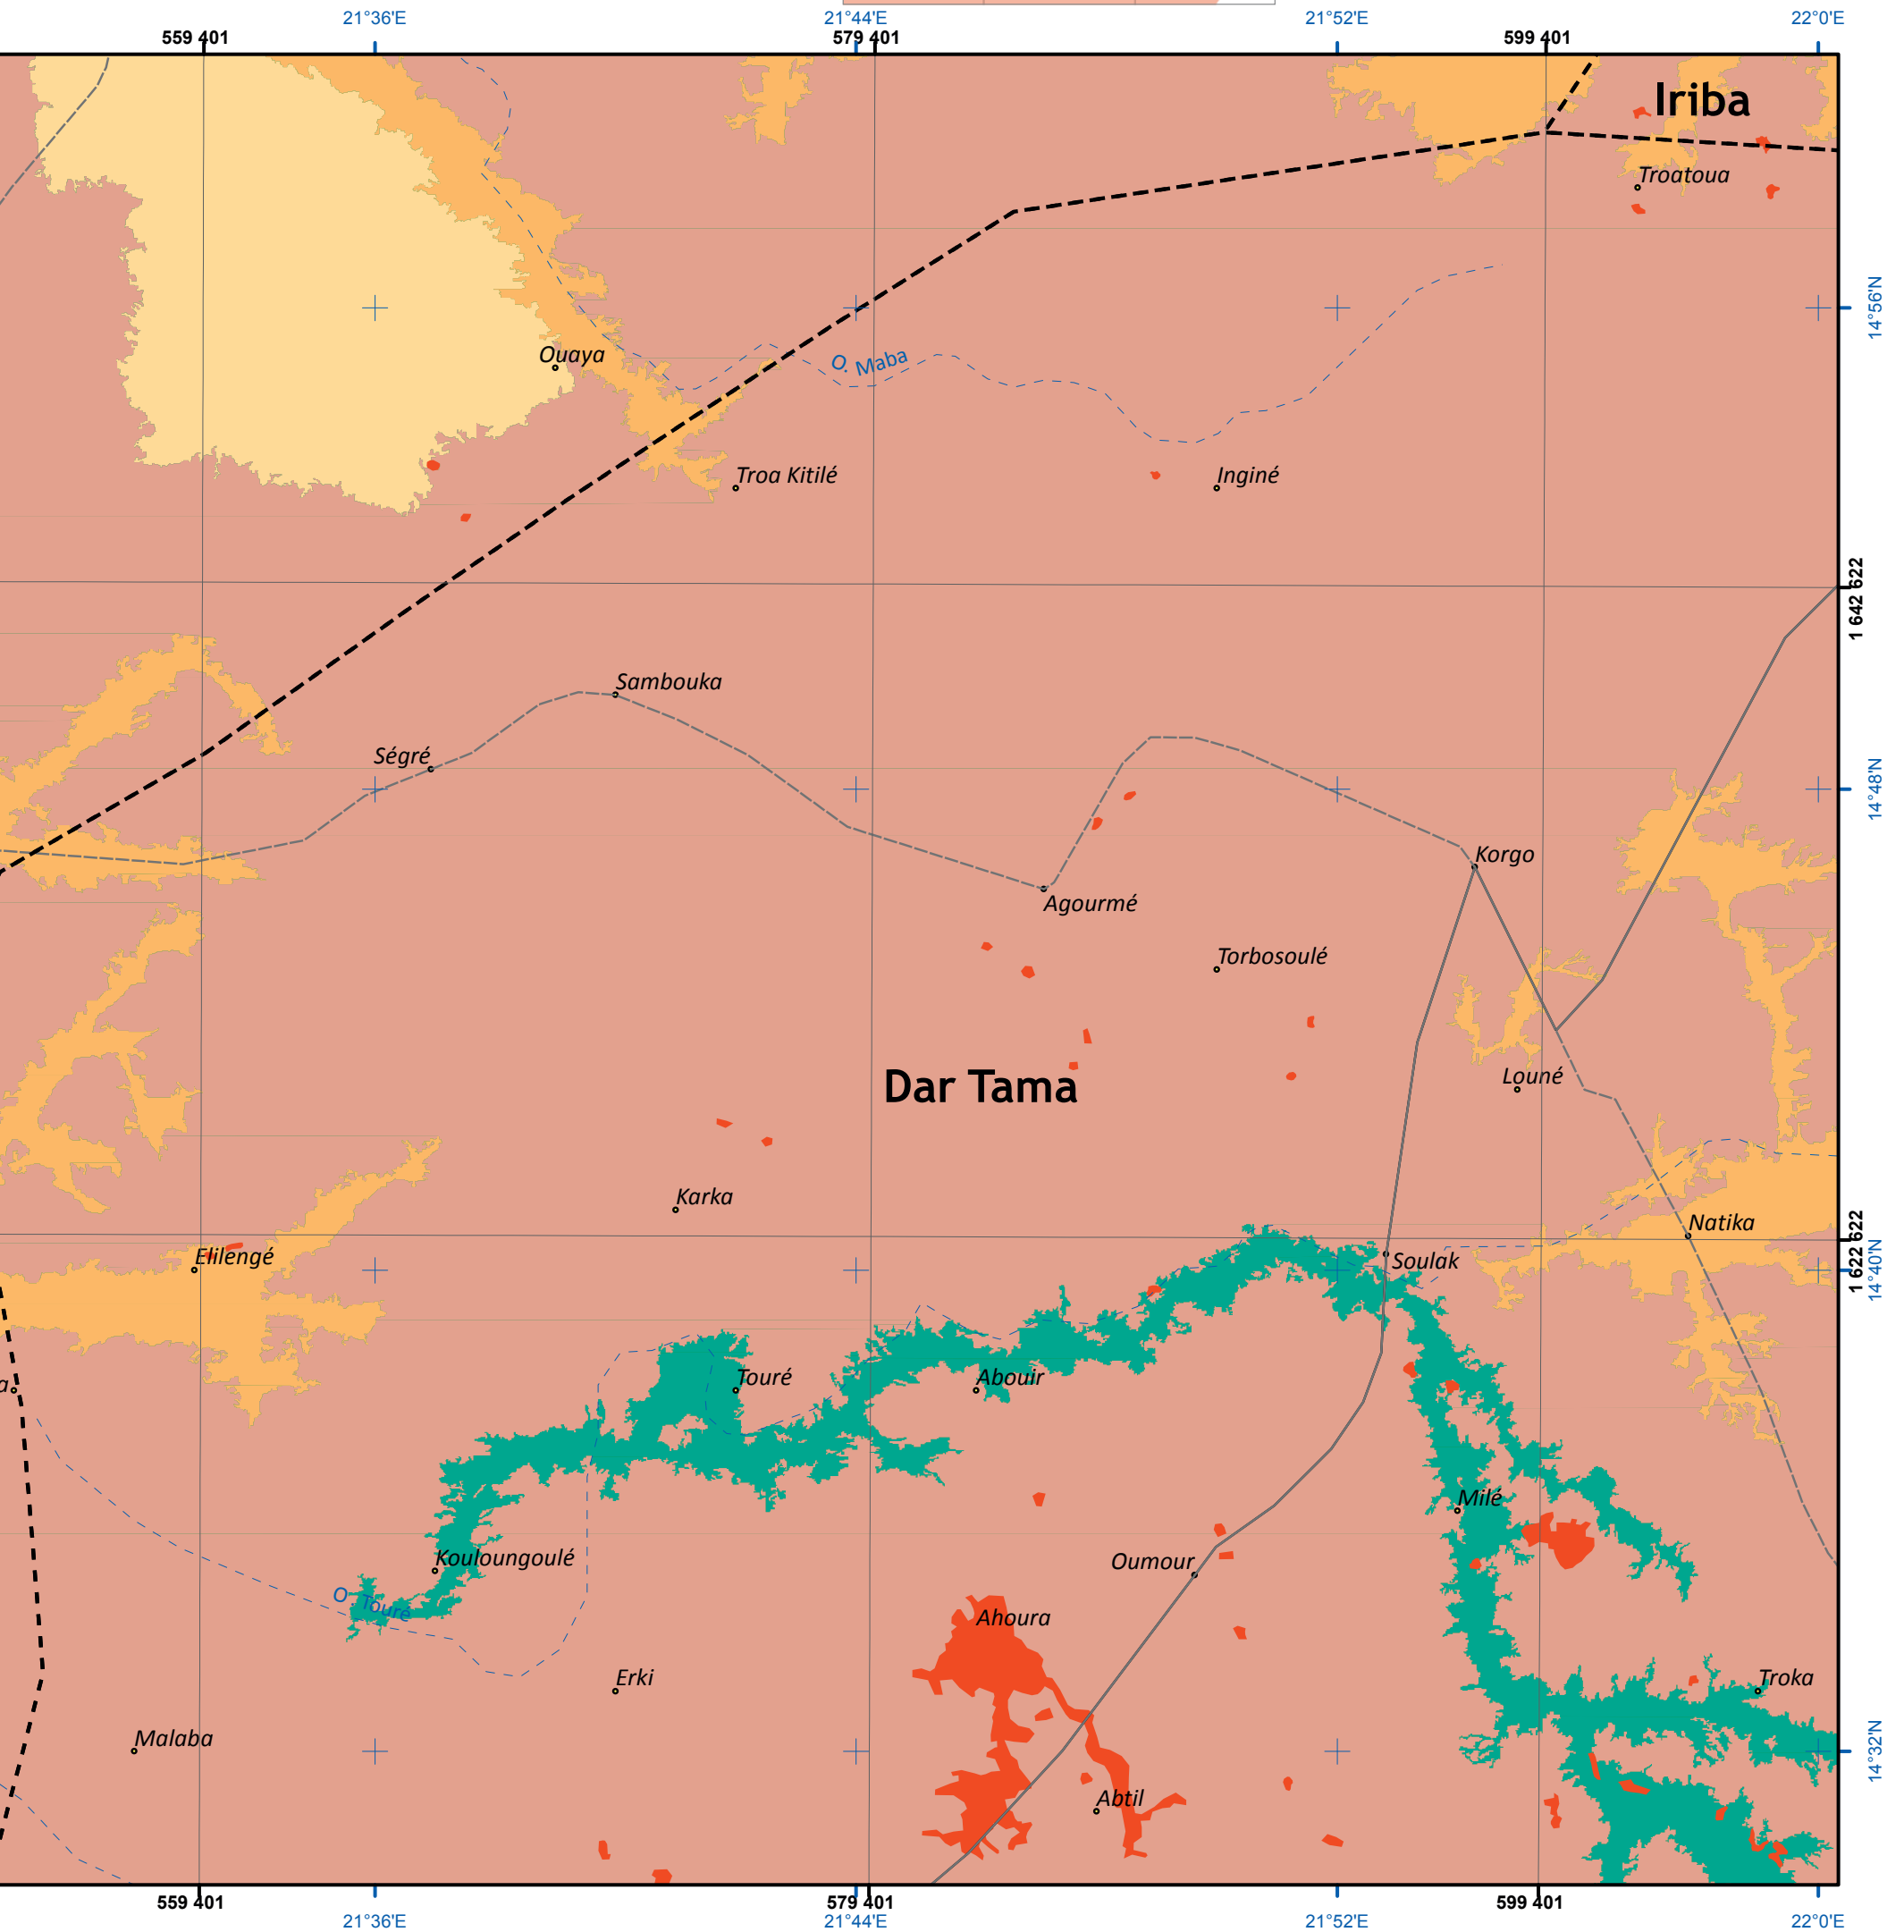 21°36'E 21°44'E 21°52'E 22°0'E
559 401 579 401 599 401
Iriba
Troatoua
14°56'N
O. Maba
Ouaya
Troa Kitilé
Inginé
1 642 622
Sambouka
Ségré
14°48'N
Korgo
Agourmé
Torbosoulé
Louné
Dar Tama
Karka
Natika
Elilengé
Soulak
1 622 622
14°40'N
a
Touré
Abouir
Milé
Kouloungoulé
Oumour
O. Touré
Ahoura
Erki
Troka
Malaba
14°32'N
Abtil
559 401 579 401 599 401
21°36'E 21°44'E 21°52'E 22°0'E